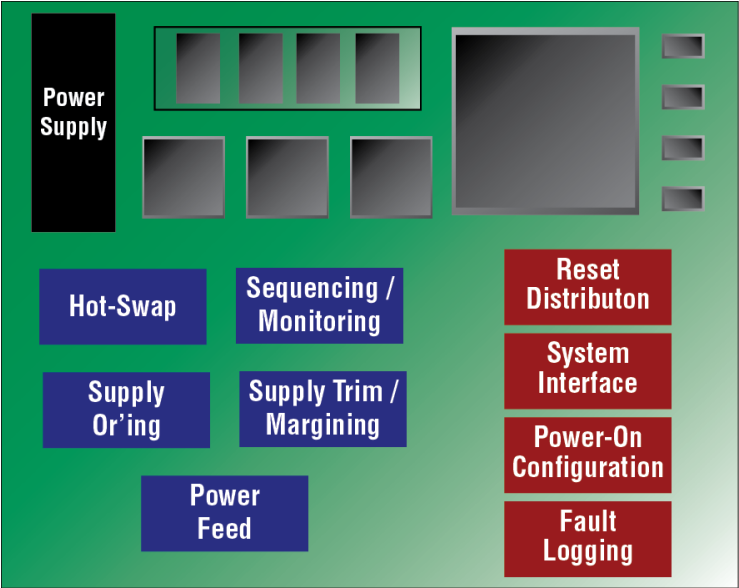 Power
Supply
Hot-Swap
Sequencing /
Monitoring
Supply
Or’ing
Supply Trim /
Margining
Power
Feed
Reset
Distributon
System
Interface
Power-On
Configuration
Fault
Logging